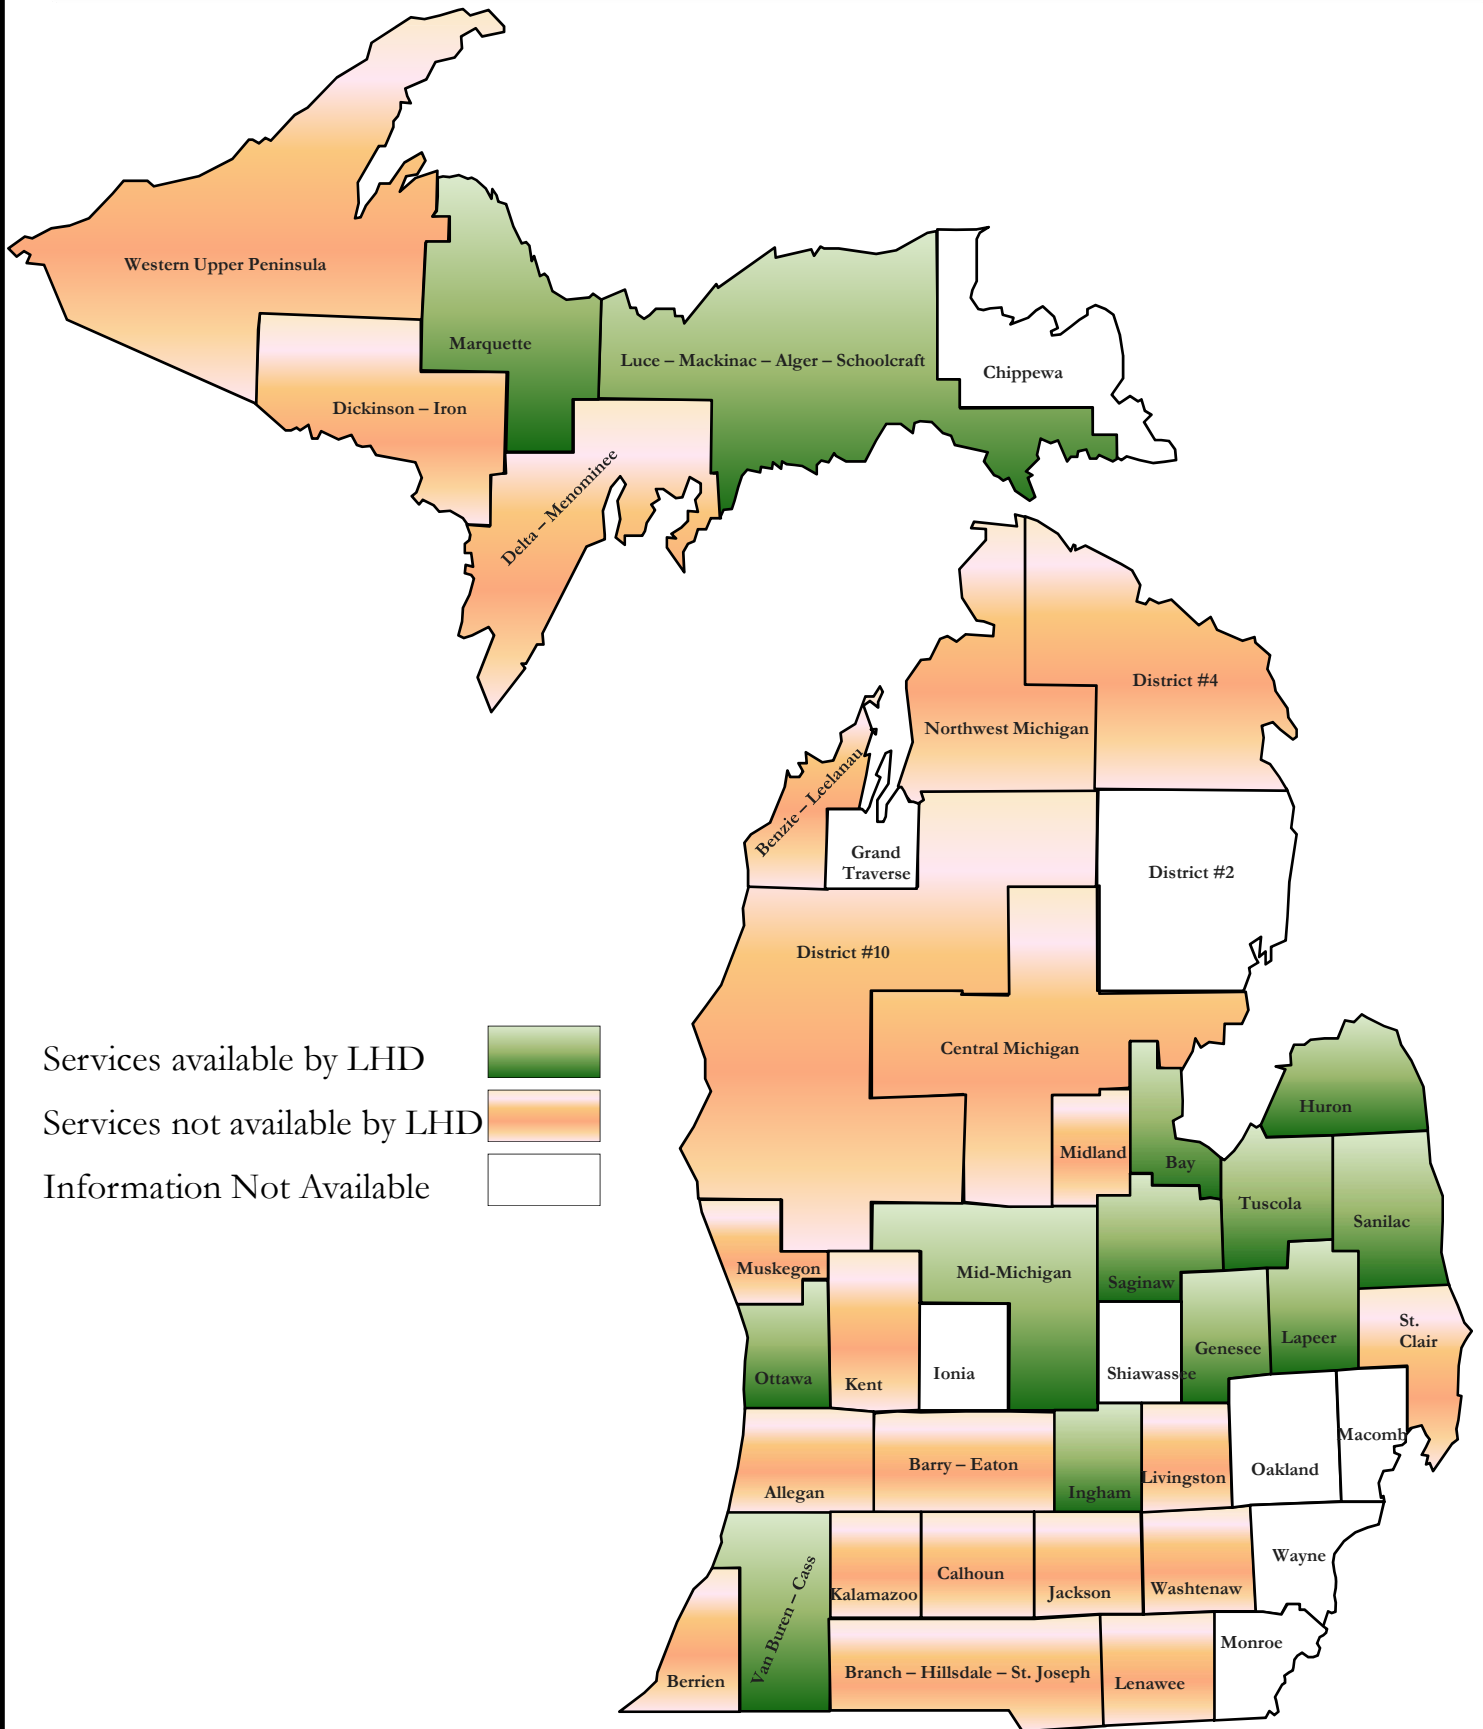 Western Upper Peninsula
Marquette
Luce – Mackinac – Alger – Schoolcraft
Chippewa
Dickinson – Iron
Delta – Menominee
District #4
Northwest Michigan
Benzie – Leelanau
Grand
Traverse
District #2
District #10
Central Michigan
Services available by LHD
Services not available by LHD
Information Not Available
Huron
Midland
Bay
Tuscola
Sanilac
Muskegon
Mid-Michigan
Saginaw
St.
Clair
Ottawa
Kent
Ionia
Shiawassee
Genesee
Lapeer
Macomb
Allegan
Barry – Eaton
Ingham
Livingston
Oakland
Van Buren – Cass
Kalamazoo
Calhoun
Jackson
Washtenaw
Wayne
Berrien
Branch – Hillsdale – St. Joseph
Lenawee
Monroe